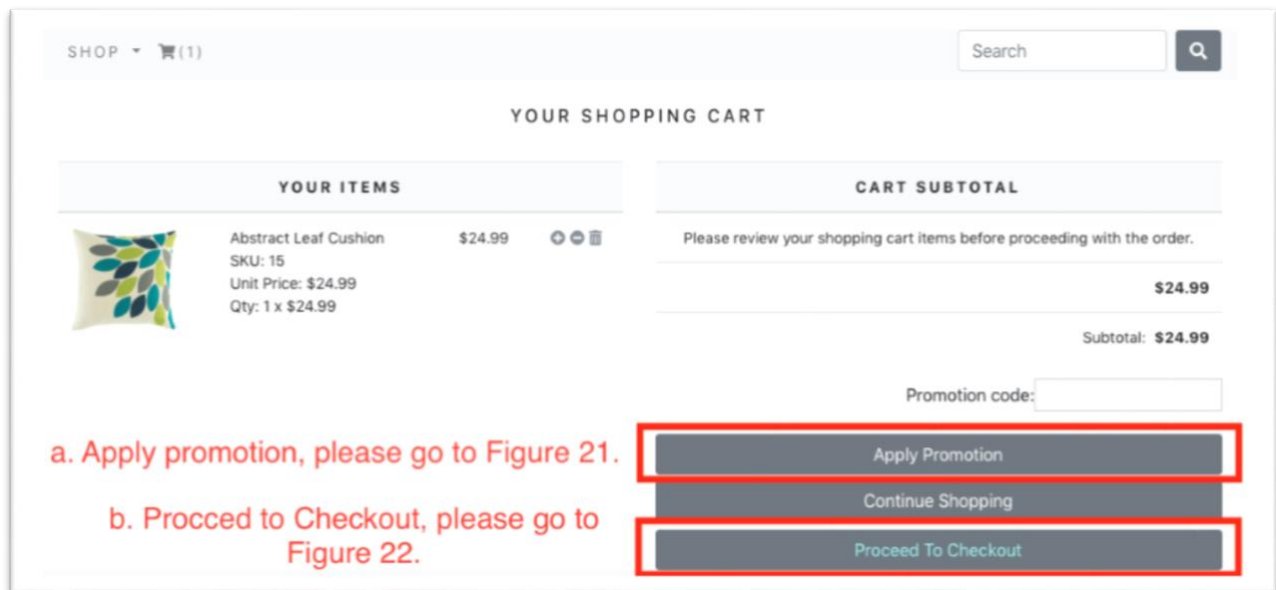 SHOP (1)
Search
YOUR SHOPPING CART
YOUR ITEMS
Abstract Leaf Cushion $24.99
SKU: 15
Unit Price: $24.99
Qty: 1 x $24.99
CART SUBTOTAL
Please review your shopping cart items before proceeding with the order.
$24.99
Subtotal: $24.99
Promotion code:
a. Apply promotion, please go to Figure 21.
Apply Promotion
Continue Shopping
b. Procced to Checkout, please go to
Figure 22.
Proceed To Checkout